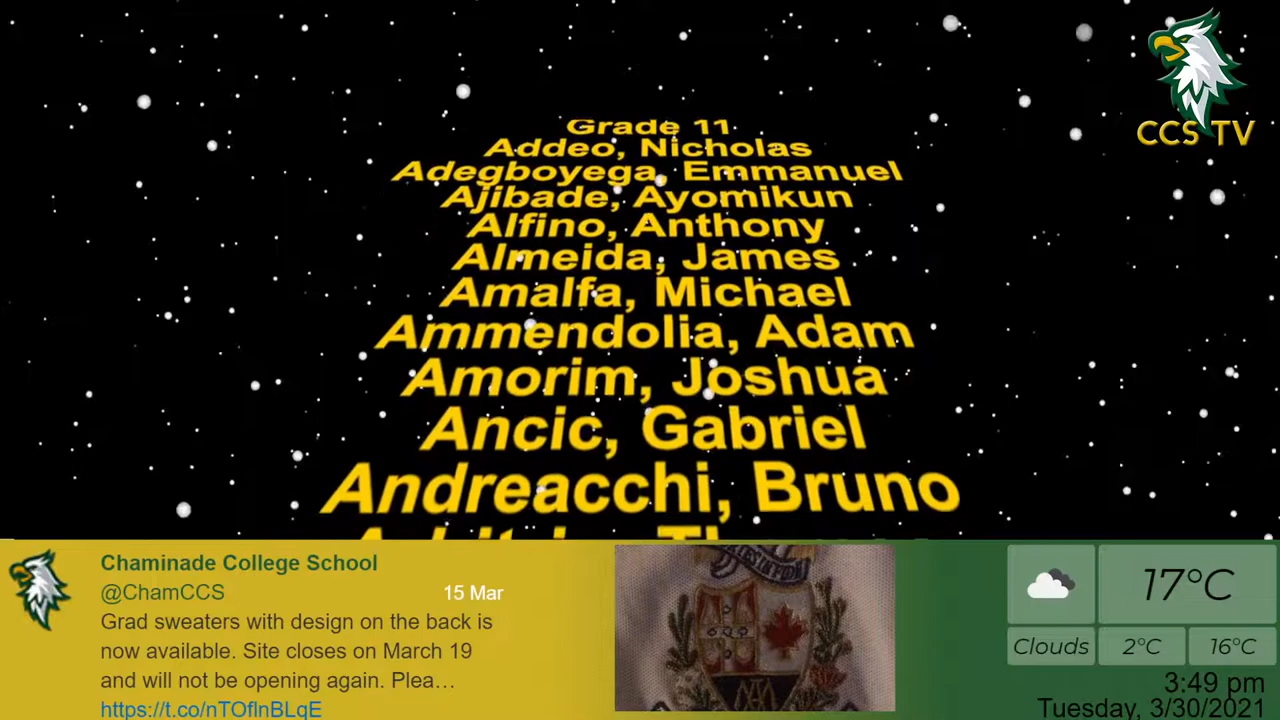 Grade 11
Addeo, Nicholas
Adegboyega, Emmanuel
Ajibade, Ayomikun
Alfino, Anthony
Almeida, James
Amalfa, Michael
Ammendolia, Adam
Amorim, Joshua
Ancic, Gabriel
Andreacchi, Bruno
CCS TV
Chaminade College School
@ChamCCS
15 Mar
Grad sweaters with design on the back is
now available. Site closes on March 19
and will not be opening again. Plea…
https://t.co/nTOflnBLqE
17°C
Clouds
2°C
16°C
3:49 pm
Tuesday, 3/30/2021